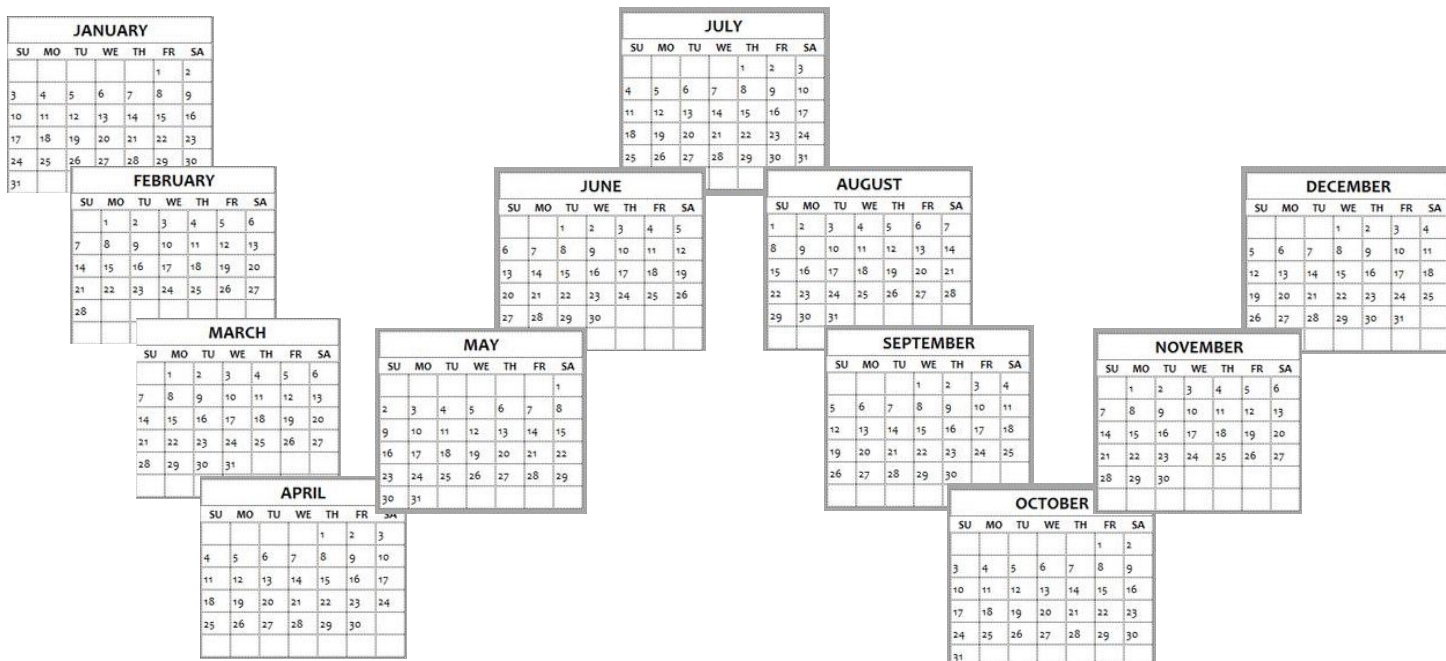 JANUARY
SU MO TU WE TH FR SA
1 2
3 4 5 6 7 8 9
10 11 12 13 14 15 16
17 18 19 20 21 22 23
24 25 26 27 28 29 30
31
FEBRUARY
SU MO TU WE TH FR SA
1 2 3 4 5 6
7 8 9 10 11 12 13
14 15 16 17 18 19 20
21 22 23 24 25 26 27
28
MARCH
SU MO TU WE TH FR SA
1 2 3 4 5 6
7 8 9 10 11 12 13
14 15 16 17 18 19 20
21 22 23 24 25 26 27
28 29 30 31
APRIL
SU MO TU WE TH FR SA
1 2 3
4 5 6 7 8 9 10
11 12 13 14 15 16 17
18 19 20 21 22 23 24
25 26 27 28 29 30
MAY
SU MO TU WE TH FR SA
1
2 3 4 5 6 7 8
9 10 11 12 13 14 15
16 17 18 19 20 21 22
23 24 25 26 27 28 29
30 31
JUNE
SU MO TU WE TH FR SA
1 2 3 4 5
6 7 8 9 10 11 12
13 14 15 16 17 18 19
20 21 22 23 24 25 26
27 28 29 30
JULY
SU MO TU WE TH FR SA
1 2 3
4 5 6 7 8 9 10
11 12 13 14 15 16 17
18 19 20 21 22 23 24
25 26 27 28 29 30 31
AUGUST
SU MO TU WE TH FR SA
1 2 3 4 5 6 7
8 9 10 11 12 13 14
15 16 17 18 19 20 21
22 23 24 25 26 27 28
29 30 31
SEPTEMBER
SU MO TU WE TH FR SA
1 2 3 4
5 6 7 8 9 10 11
12 13 14 15 16 17 18
19 20 21 22 23 24 25
26 27 28 29 30
OCTOBER
SU MO TU WE TH FR SA
1 2
3 4 5 6 7 8 9
10 11 12 13 14 15 16
17 18 19 20 21 22 23
24 25 26 27 28 29 30
31
NOVEMBER
SU MO TU WE TH FR SA
1 2 3 4 5 6
7 8 9 10 11 12 13
14 15 16 17 18 19 20
21 22 23 24 25 26 27
28 29 30
DECEMBER
SU MO TU WE TH FR SA
1 2 3 4
5 6 7 8 9 10 11
12 13 14 15 16 17 18
19 20 21 22 23 24 25
26 27 28 29 30 31